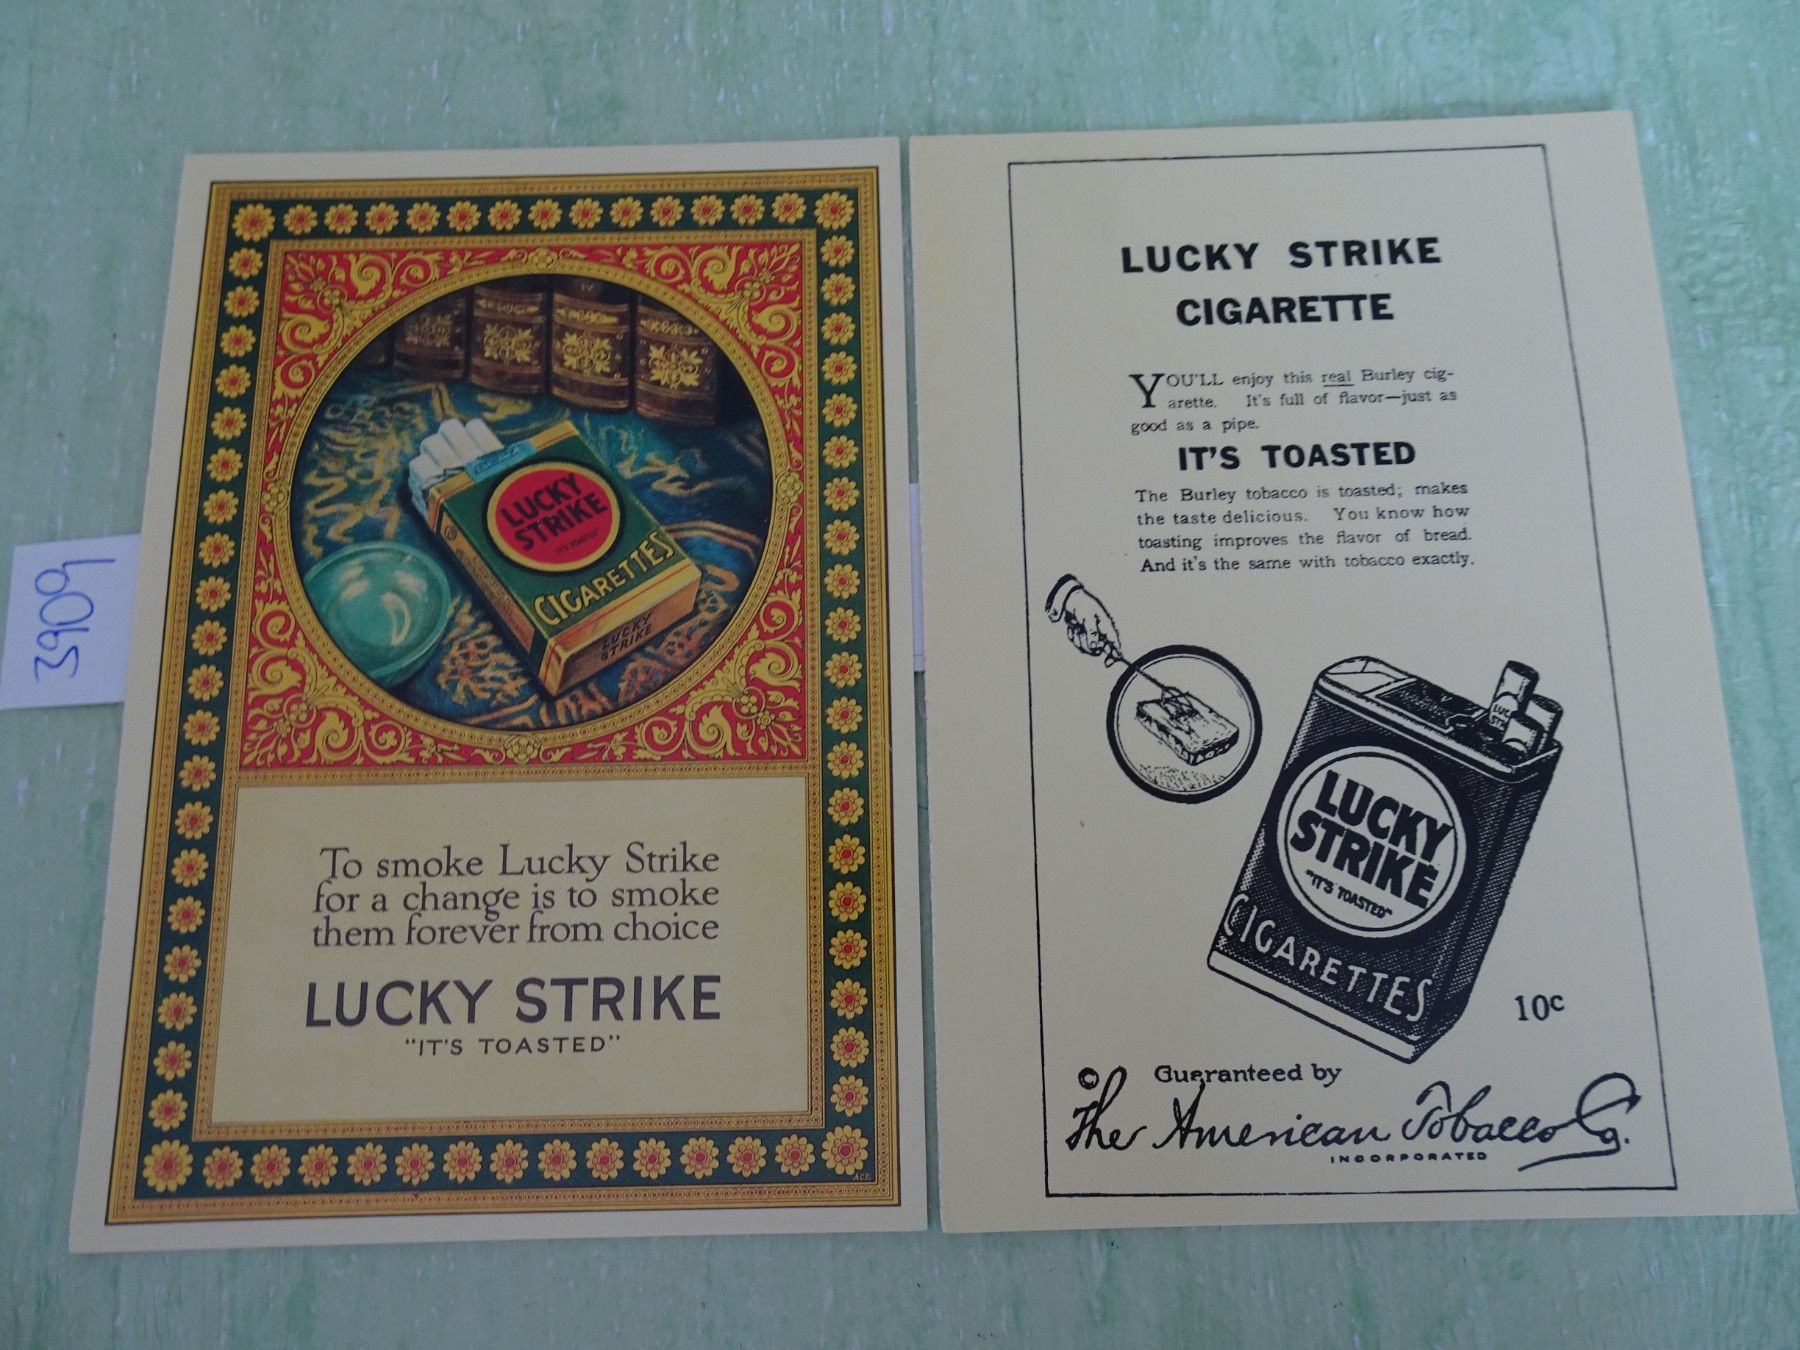 3909
LUCKY
STRIKE
"IT'S TOASTED"
CIGARETTES
LUCKY
STRIKE
To smoke Lucky Strike
for a change is to smoke
them forever from choice
LUCKY STRIKE
"IT'S TOASTED"
LUCKY STRIKE
CIGARETTE
YOU'LL enjoy this real Burley cig-
arette. It's full of flavor—just as
good as a pipe.
IT'S TOASTED
The Burley tobacco is toasted; makes
the taste delicious. You know how
toasting improves the flavor of bread.
And it's the same with tobacco exactly.
LUCKY
STRIKE
"IT'S TOASTED"
CIGARETTES
10c
© Guaranteed by
The American Tobacco Co.
INCORPORATED